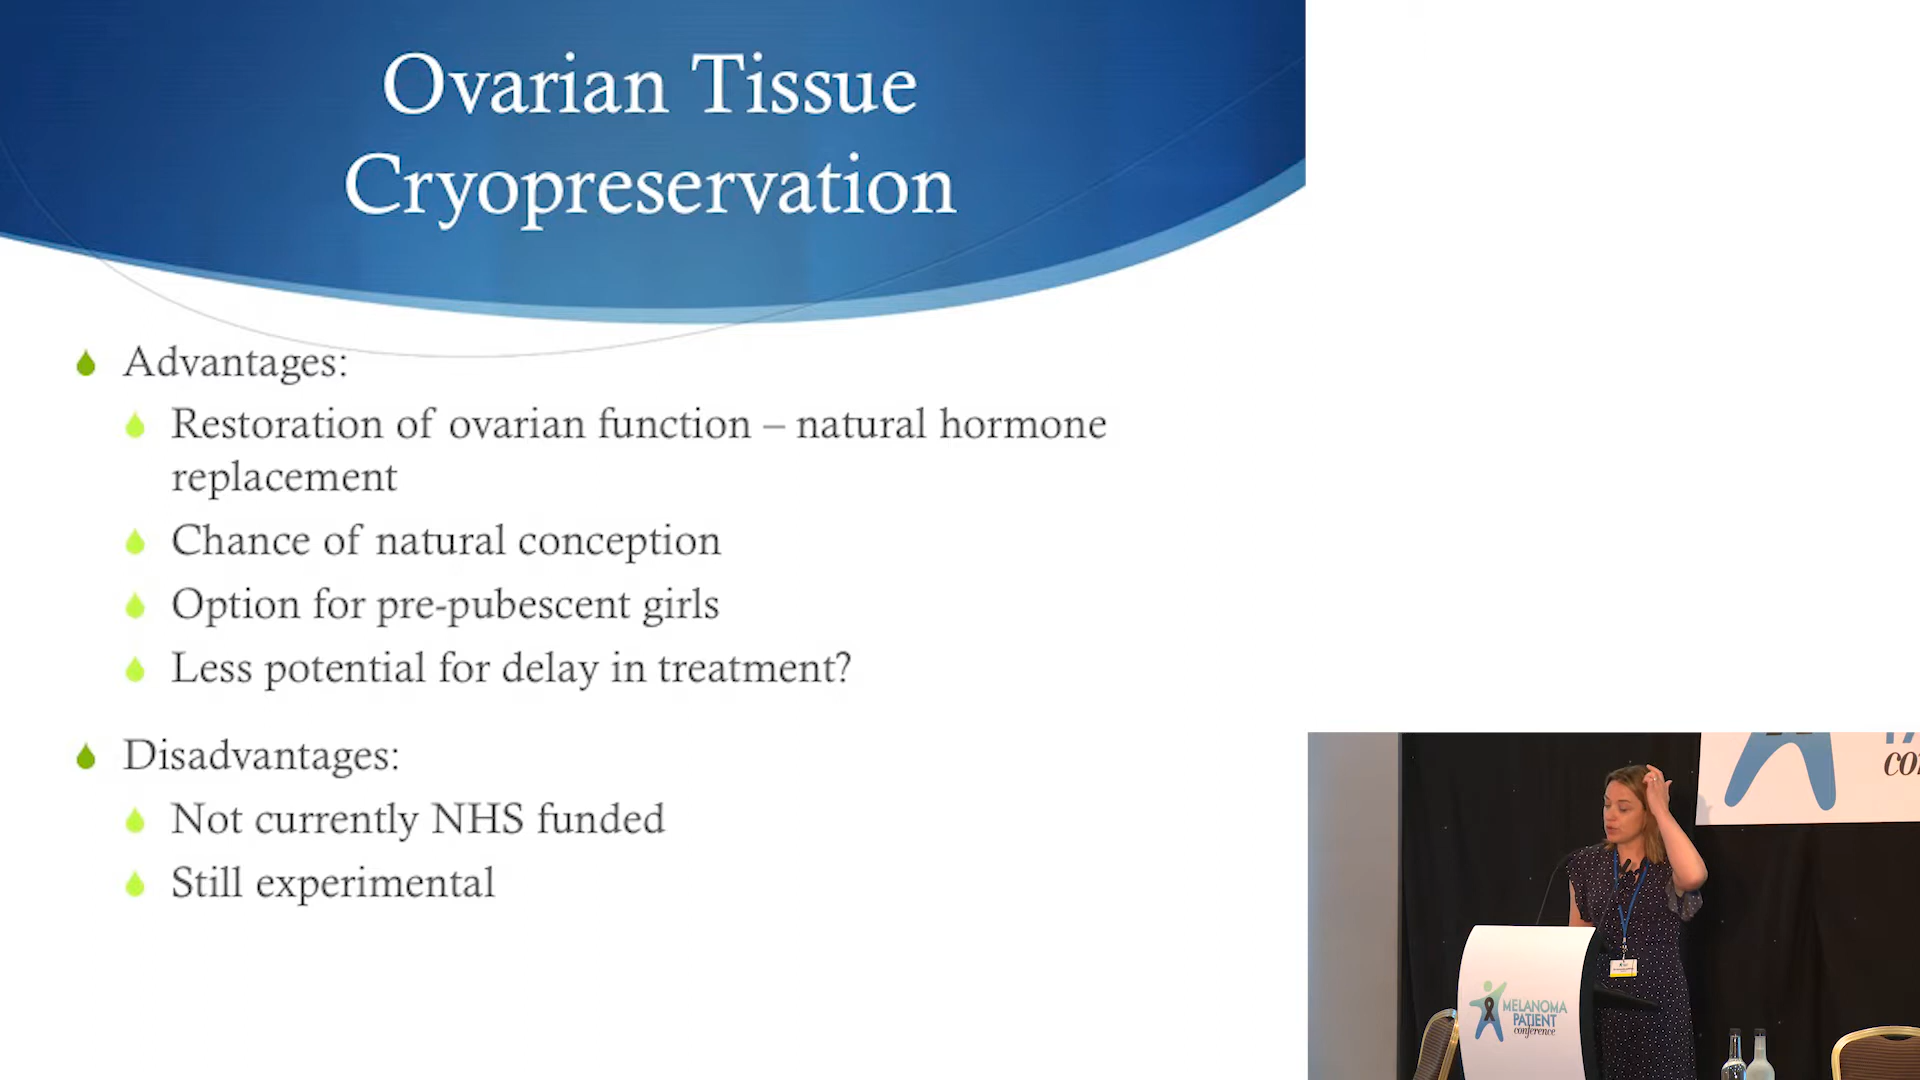 Ovarian Tissue
Cryopreservation
Advantages:
Restoration of ovarian function – natural hormone
replacement
Chance of natural conception
Option for pre-pubescent girls
Less potential for delay in treatment?
Disadvantages:
Not currently NHS funded
Still experimental
MELANOMA
PATIENT
conference